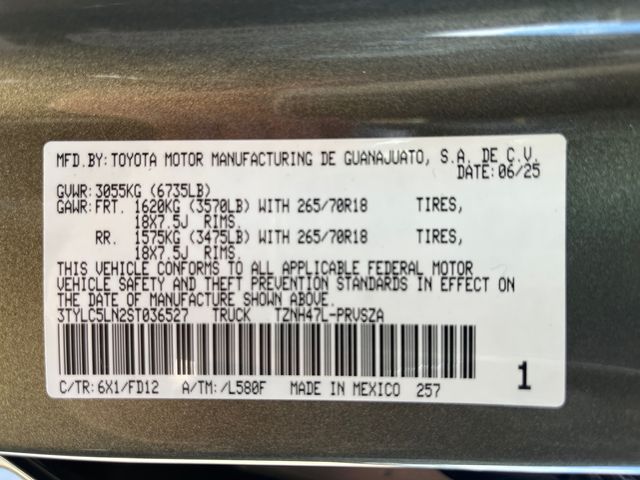 MFD.BY:TOYOTA MOTOR MANUFACTURING DE GUANAJUATO, S.A. DE C.V.
DATE:06/25
GVWR:3055KG (6735LB)
GAWR:FRT. 1620KG (3570LB) WITH 265/70R18 TIRES,
18X7.5J RIMS.
RR. 1575KG (3475LB) WITH 265/70R18 TIRES,
18X7.5J RIMS.
THIS VEHICLE CONFORMS TO ALL APPLICABLE FEDERAL MOTOR
VEHICLE SAFETY AND THEFT PREVENTION STANDARDS IN EFFECT ON
THE DATE OF MANUFACTURE SHOWN ABOVE.
3TYLC5LN2ST036527 TRUCK TZNH47L-PRVSZA
C/TR:6X1/FD12 A/TM:/L580F MADE IN MEXICO 257 1